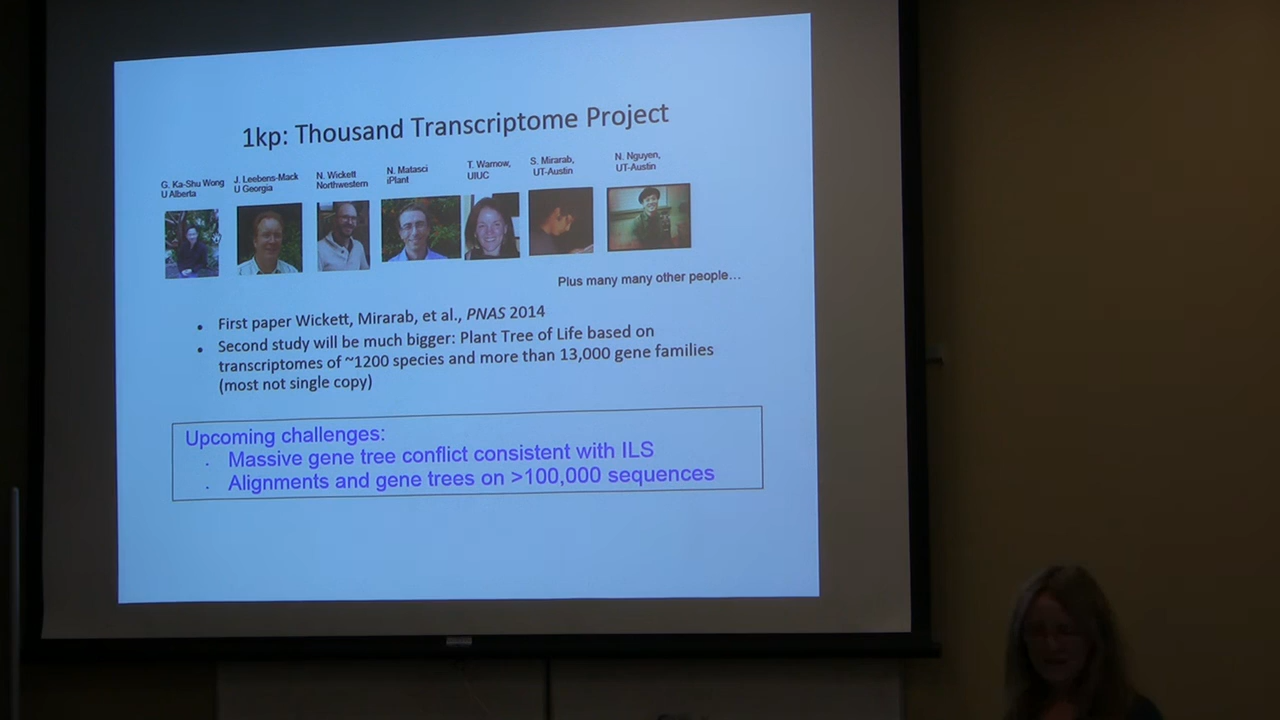 1kp: Thousand Transcriptome Project
G. Ka-Shu Wong
U Alberta
J. Leebens-Mack
U Georgia
N. Wickett
Northwestern
N. Matasci
iPlant
T. Warnow,
UIUC
S. Mirarab,
UT-Austin
N. Nguyen,
UT-Austin
Plus many many other people…
• First paper Wickett, Mirarab, et al., PNAS 2014
• Second study will be much bigger: Plant Tree of Life based on
transcriptomes of ~1200 species and more than 13,000 gene families
(most not single copy)
Upcoming challenges:
· Massive gene tree conflict consistent with ILS
· Alignments and gene trees on >100,000 sequences